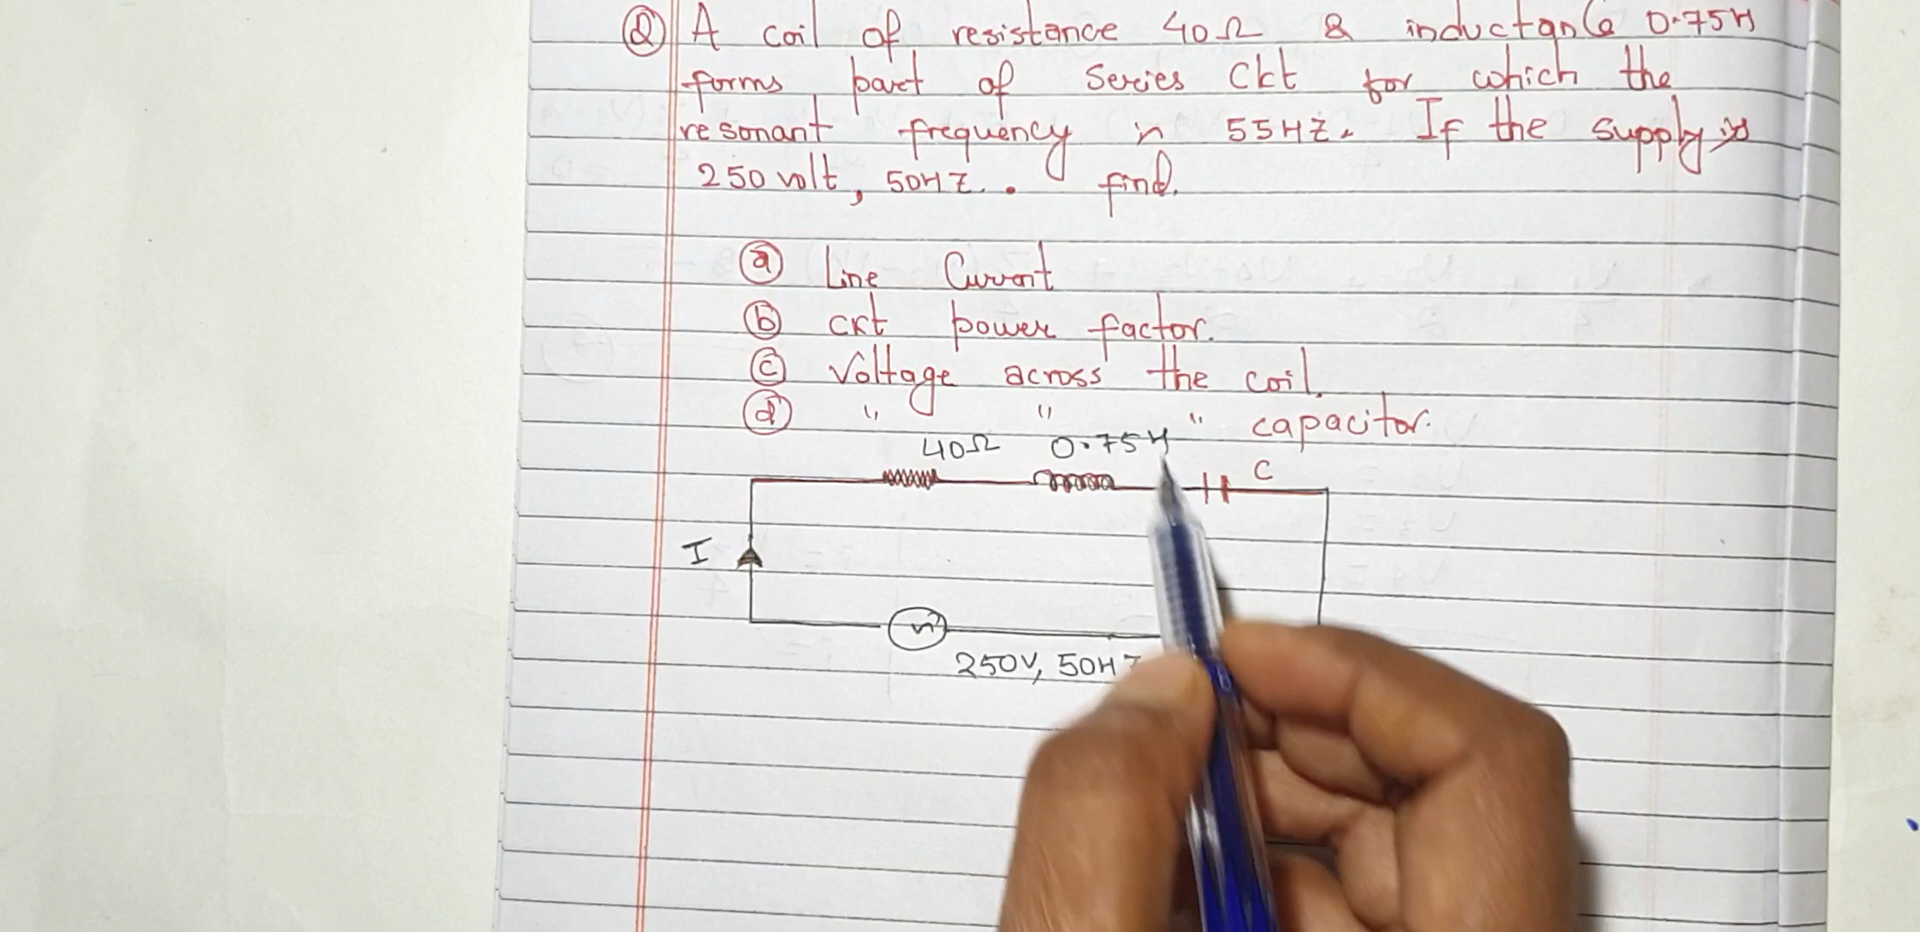 Q A coil of resistance 40Ω & inductance 0.75H
forms part of series Ckt for which the
resonant frequency is 55HZ. If the supply is
250 volt, 50HZ. find.
a Line Current
b ckt power factor.
c Voltage across the coil.
d " " " capacitor.
40Ω 0.75H
C
I
250V, 50HZ